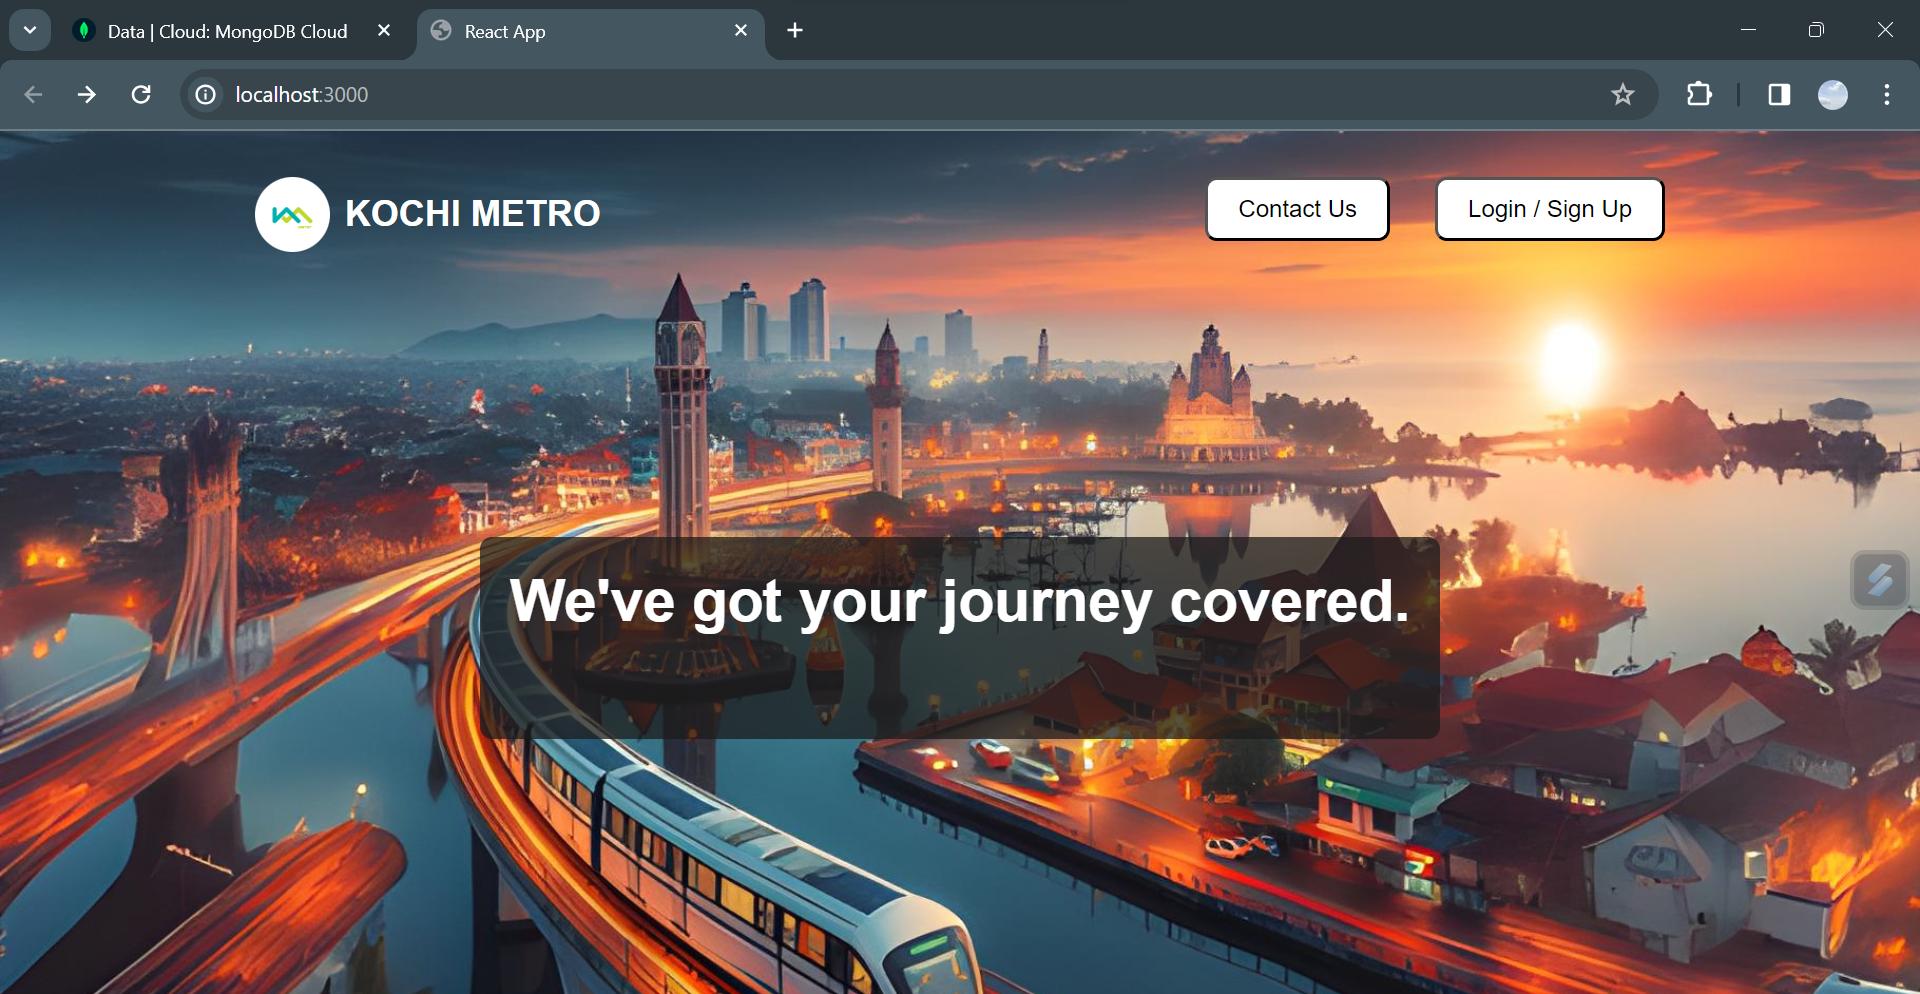 Data | Cloud: MongoDB Cloud
React App
localhost:3000
KOCHI METRO
Contact Us
Login / Sign Up
We've got your journey covered.